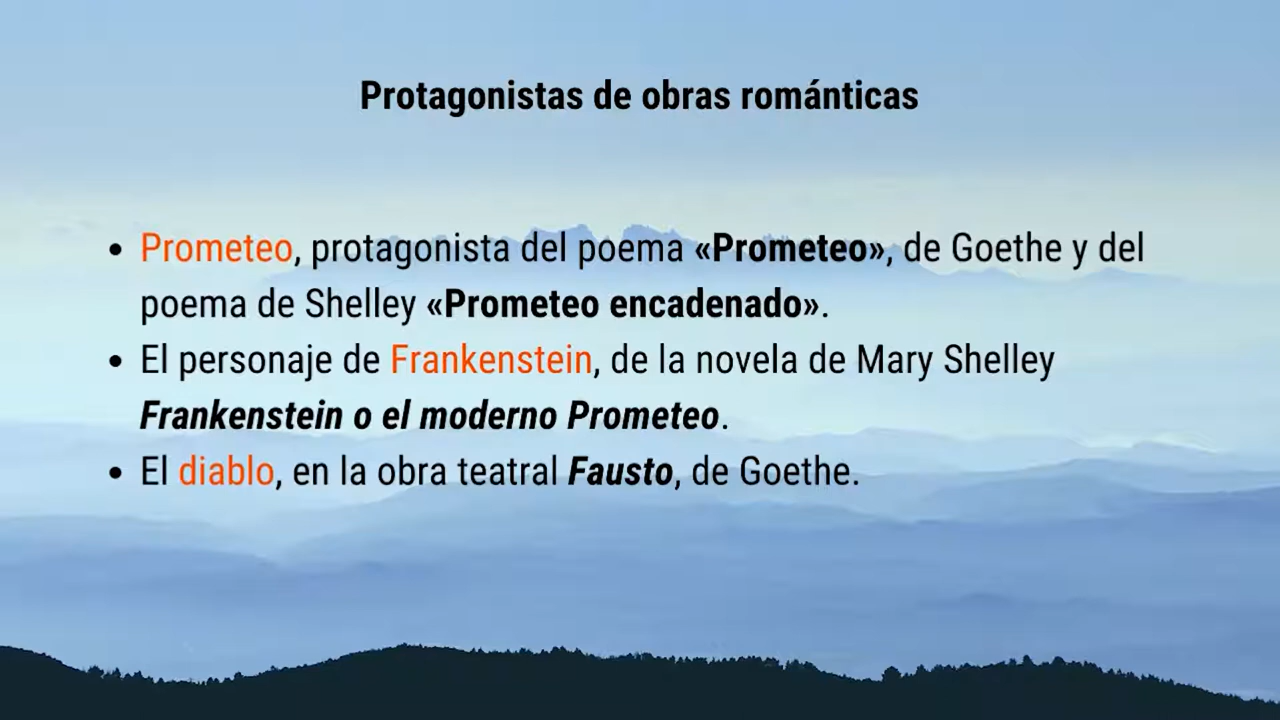 Protagonistas de obras románticas
• Prometeo, protagonista del poema «Prometeo», de Goethe y del
poema de Shelley «Prometeo encadenado».
• El personaje de Frankenstein, de la novela de Mary Shelley
Frankenstein o el moderno Prometeo.
• El diablo, en la obra teatral Fausto, de Goethe.